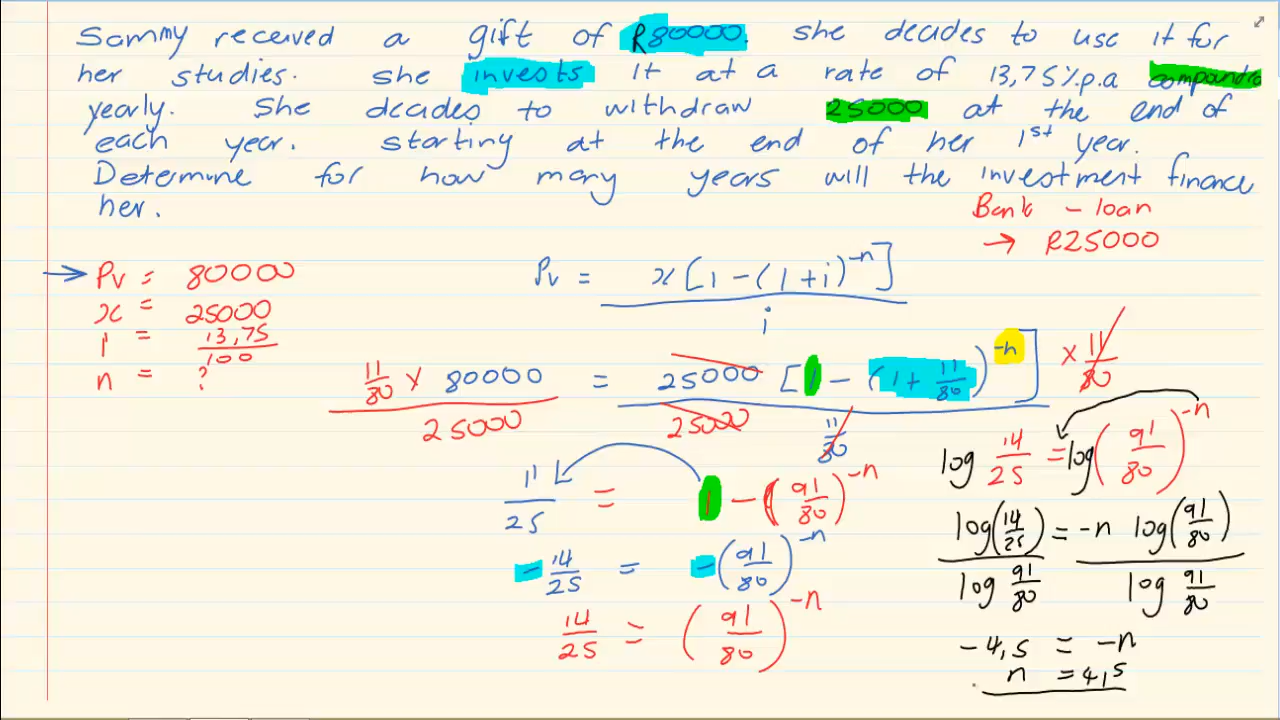 Sammy received a gift of R80000. she decides to use it for
her studies. she invests it at a rate of 13,75% p.a compounded
yearly. She decides to withdraw 25000 at the end of
each year. starting at the end of her 1st year.
Determine for how many years will the investment finance
her.
Bank - loan
→ R25000
→ Pv = 80000
x = 25000
i = 13,75/100
n = ?
Pv = x[1-(1+i)^-n] / i
11/80 × 80000 / 25000 = 25000 [1 - (1 + 11/80)^-n] / 25000 11/80 × 11/80
11/25 = 1 - (91/80)^-n
- 14/25 = - (91/80)^-n
14/25 = (91/80)^-n
log 14/25 = log (91/80)^-n
log(14/25) / log 91/80 = -n log(91/80) / log 91/80
-4,5 = -n
n = 4,5